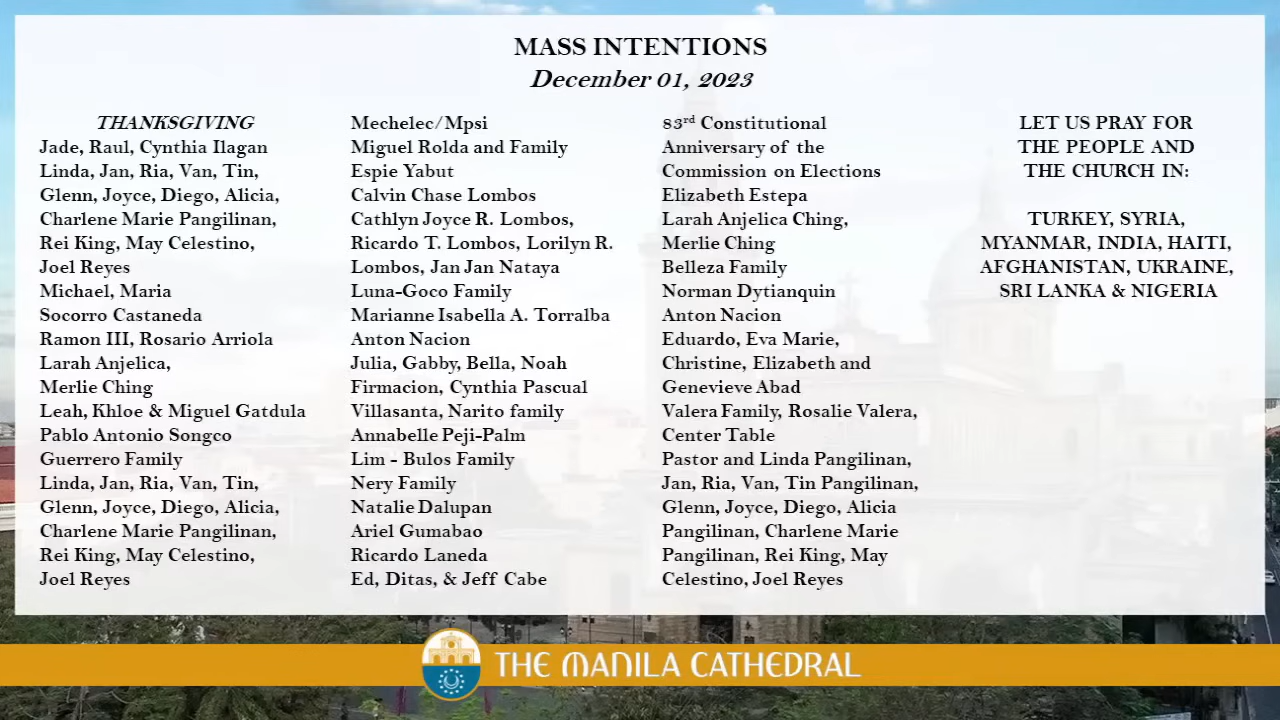 MASS INTENTIONS
December 01, 2023
THANKSGIVING
Jade, Raul, Cynthia Ilagan
Linda, Jan, Ria, Van, Tin,
Glenn, Joyce, Diego, Alicia,
Charlene Marie Pangilinan,
Rei King, May Celestino,
Joel Reyes
Michael, Maria
Socorro Castaneda
Ramon III, Rosario Arriola
Larah Anjelica,
Merlie Ching
Leah, Khloe & Miguel Gatdula
Pablo Antonio Songco
Guerrero Family
Linda, Jan, Ria, Van, Tin,
Glenn, Joyce, Diego, Alicia,
Charlene Marie Pangilinan,
Rei King, May Celestino,
Joel Reyes
Mechelec/Mpsi
Miguel Rolda and Family
Espie Yabut
Calvin Chase Lombos
Cathlyn Joyce R. Lombos,
Ricardo T. Lombos, Lorilyn R.
Lombos, Jan Jan Nataya
Luna-Goco Family
Marianne Isabella A. Torralba
Anton Nacion
Julia, Gabby, Bella, Noah
Firmacion, Cynthia Pascual
Villasanta, Narito family
Annabelle Peji-Palm
Lim - Bulos Family
Nery Family
Natalie Dalupan
Ariel Gumabao
Ricardo Laneda
Ed, Ditas, & Jeff Cabe
83rd Constitutional
Anniversary of the
Commission on Elections
Elizabeth Estepa
Larah Anjelica Ching,
Merlie Ching
Belleza Family
Norman Dytianquin
Anton Nacion
Eduardo, Eva Marie,
Christine, Elizabeth and
Genevieve Abad
Valera Family, Rosalie Valera,
Center Table
Pastor and Linda Pangilinan,
Jan, Ria, Van, Tin Pangilinan,
Glenn, Joyce, Diego, Alicia
Pangilinan, Charlene Marie
Pangilinan, Rei King, May
Celestino, Joel Reyes
LET US PRAY FOR
THE PEOPLE AND
THE CHURCH IN:
TURKEY, SYRIA,
MYANMAR, INDIA, HAITI,
AFGHANISTAN, UKRAINE,
SRI LANKA & NIGERIA
THE MANILA CATHEDRAL